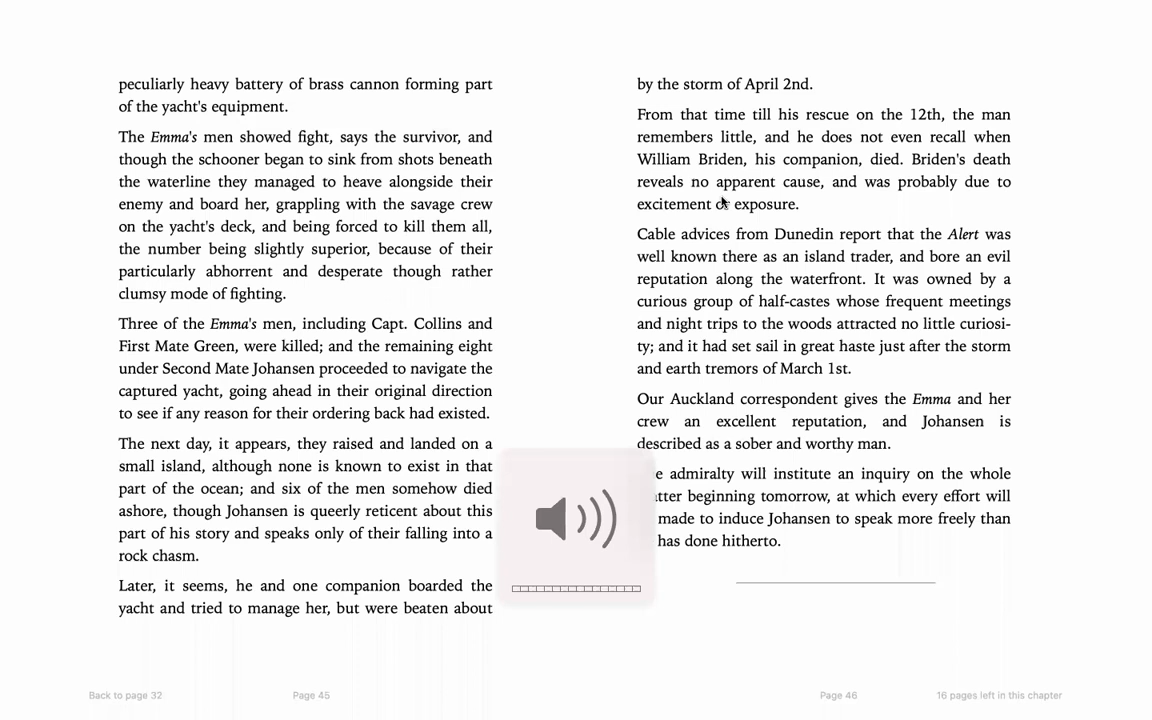 peculiarly heavy battery of brass cannon forming part
of the yacht's equipment.
The Emma's men showed fight, says the survivor, and
though the schooner began to sink from shots beneath
the waterline they managed to heave alongside their
enemy and board her, grappling with the savage crew
on the yacht's deck, and being forced to kill them all,
the number being slightly superior, because of their
particularly abhorrent and desperate though rather
clumsy mode of fighting.
Three of the Emma's men, including Capt. Collins and
First Mate Green, were killed; and the remaining eight
under Second Mate Johansen proceeded to navigate the
captured yacht, going ahead in their original direction
to see if any reason for their ordering back had existed.
The next day, it appears, they raised and landed on a
small island, although none is known to exist in that
part of the ocean; and six of the men somehow died
ashore, though Johansen is queerly reticent about this
part of his story and speaks only of their falling into a
rock chasm.
Later, it seems, he and one companion boarded the
yacht and tried to manage her, but were beaten about
by the storm of April 2nd.
From that time till his rescue on the 12th, the man
remembers little, and he does not even recall when
William Briden, his companion, died. Briden's death
reveals no apparent cause, and was probably due to
excitement or exposure.
Cable advices from Dunedin report that the Alert was
well known there as an island trader, and bore an evil
reputation along the waterfront. It was owned by a
curious group of half-castes whose frequent meetings
and night trips to the woods attracted no little curiosi-
ty; and it had set sail in great haste just after the storm
and earth tremors of March 1st.
Our Auckland correspondent gives the Emma and her
crew an excellent reputation, and Johansen is
described as a sober and worthy man.
admiralty will institute an inquiry on the whole
beginning tomorrow, at which every effort will
made to induce Johansen to speak more freely than
has done hitherto.
Back to page 32
Page 45
Page 46
16 pages left in this chapter